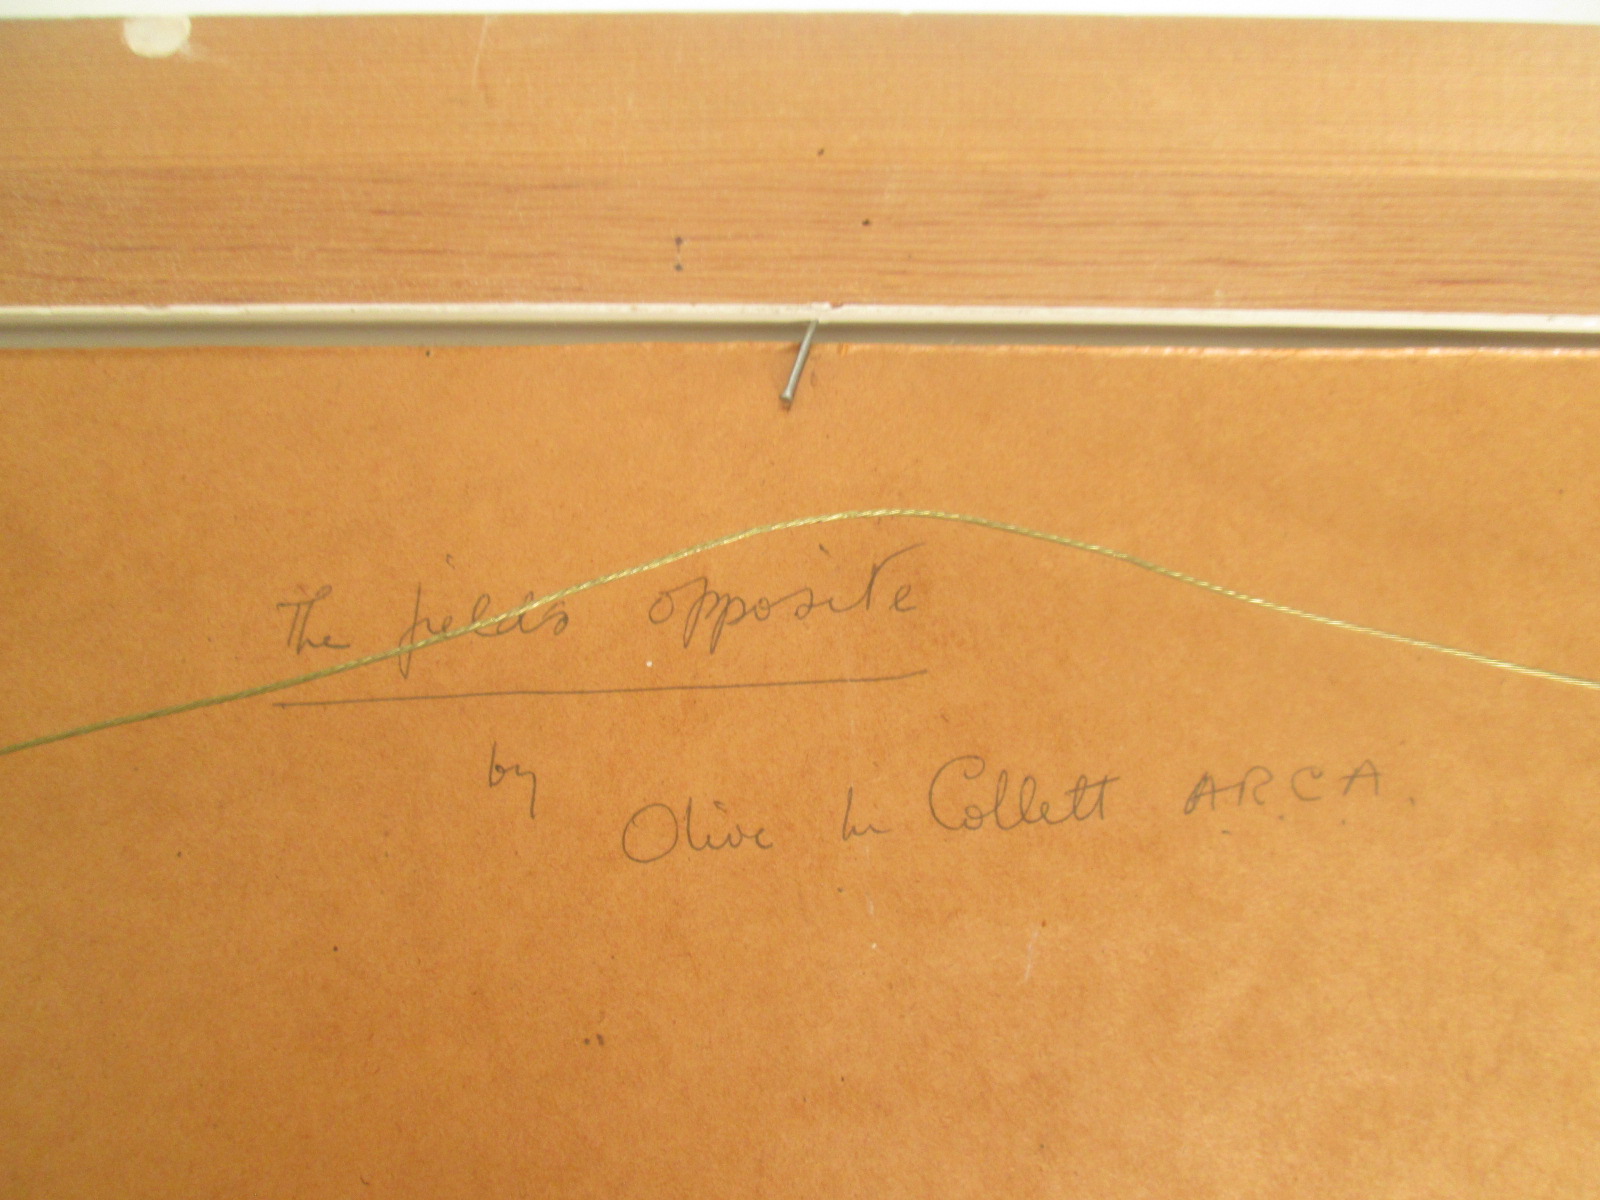 The fields opposite
by
Olive M Collett A.R.C.A.